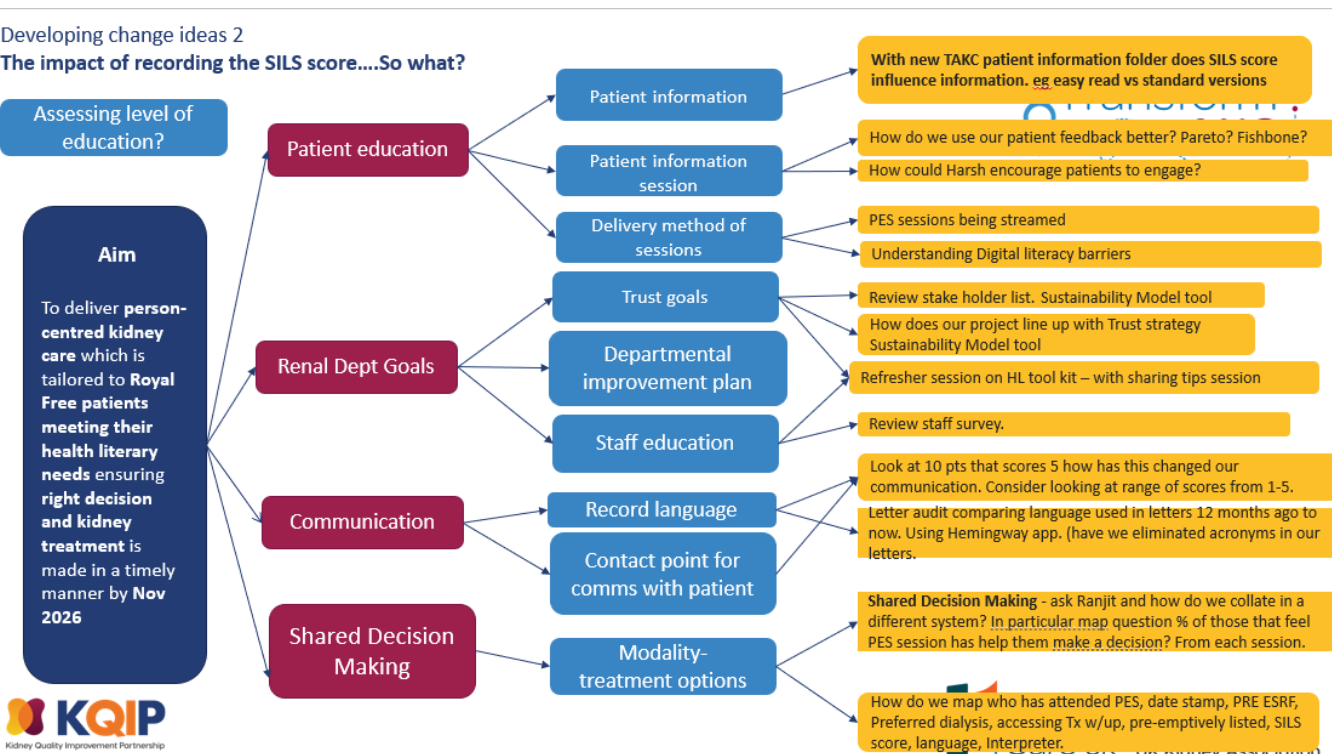 Developing change ideas 2
The impact of recording the SILS score....So what?
Assessing level of
education?
Aim
To deliver person-
centred kidney
care which is
tailored to Royal
Free patients
meeting their
health literary
needs ensuring
right decision
and kidney
treatment is
made in a timely
manner by Nov
2026
KQIP
Kidney Quality Improvement Partnership
Patient education
Renal Dept Goals
Communication
Shared Decision
Making
Patient information
Patient information
session
Delivery method of
sessions
Trust goals
Departmental
improvement plan
Staff education
Record language
Contact point for
comms with patient
Modality-
treatment options
With new TAKC patient information folder does SILS score
influence information. eg easy read vs standard versions
How do we use our patient feedback better? Pareto? Fishbone?
How could Harsh encourage patients to engage?
PES sessions being streamed
Understanding Digital literacy barriers
Review stake holder list. Sustainability Model tool
How does our project line up with Trust strategy
Sustainability Model tool
Refresher session on HL tool kit – with sharing tips session
Review staff survey.
Look at 10 pts that scores 5 how has this changed our
communication. Consider looking at range of scores from 1-5.
Letter audit comparing language used in letters 12 months ago to
now. Using Hemingway app. (have we eliminated acronyms in our
letters.
Shared Decision Making - ask Ranjit and how do we collate in a
different system? In particular map question % of those that feel
PES session has help them make a decision? From each session.
How do we map who has attended PES, date stamp, PRE ESRF,
Preferred dialysis, accessing Tx w/up, pre-emptively listed, SILS
score, language, Interpreter.